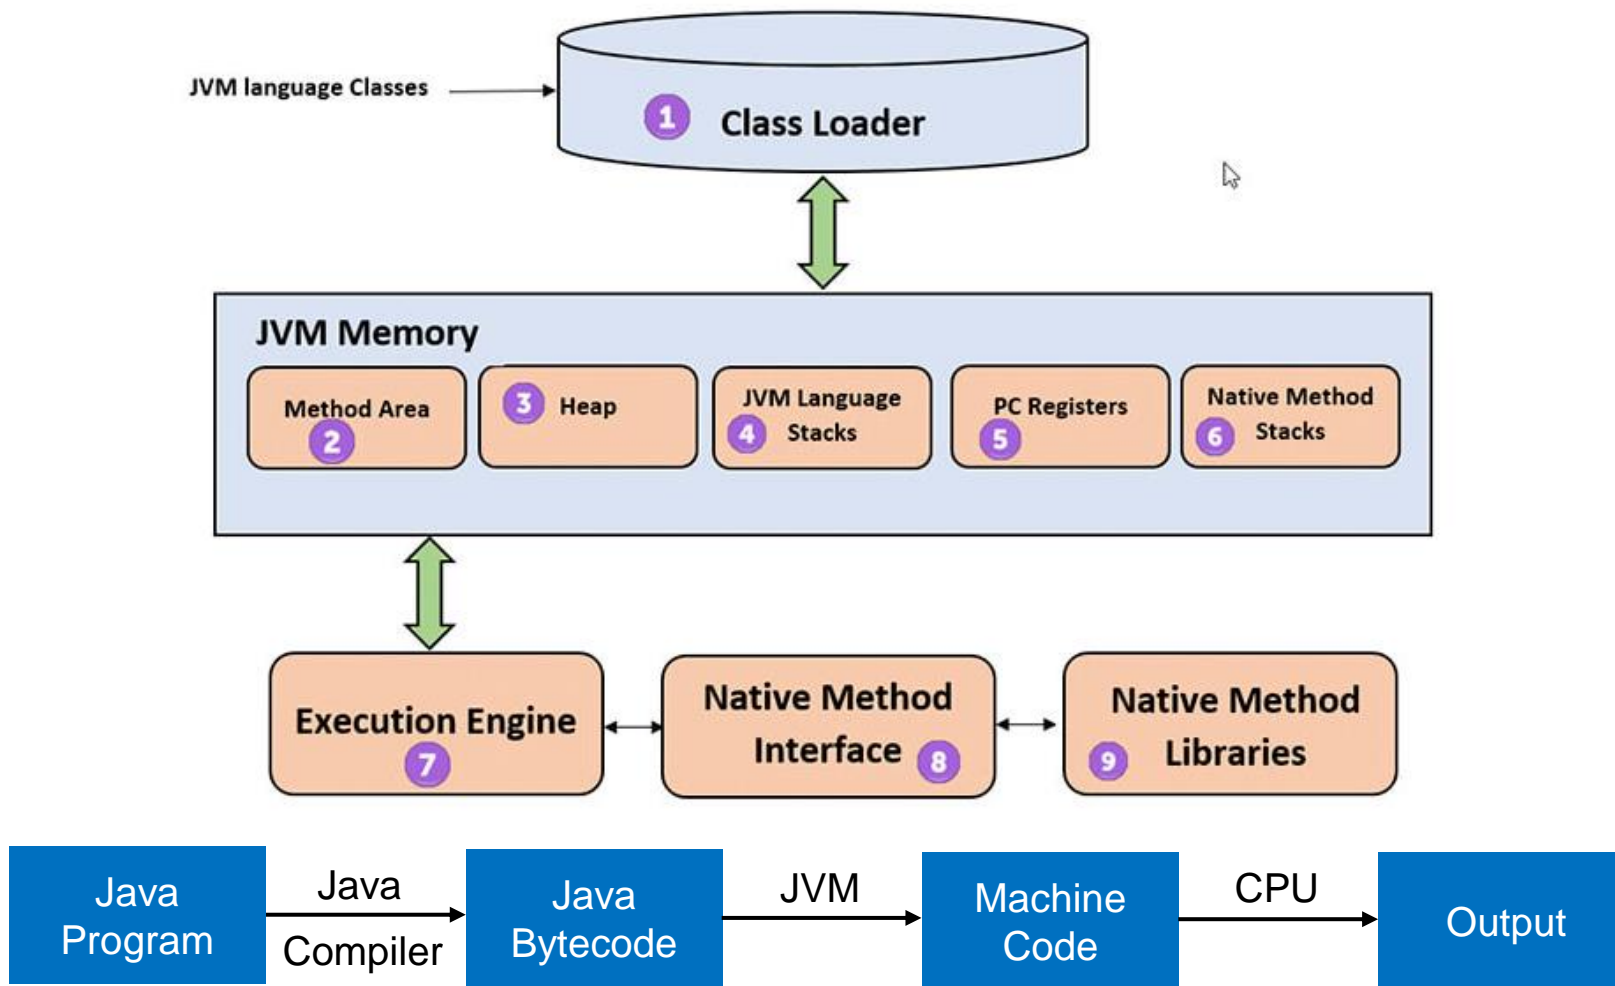 JVM language Classes
1 Class Loader
JVM Memory
Method Area
2
3 Heap
JVM Language
4 Stacks
PC Registers
5
Native Method
6 Stacks
Execution Engine
7
Native Method
Interface 8
Native Method
9 Libraries
Java
Program
Java
Compiler
Java
Bytecode
JVM
Machine
Code
CPU
Output